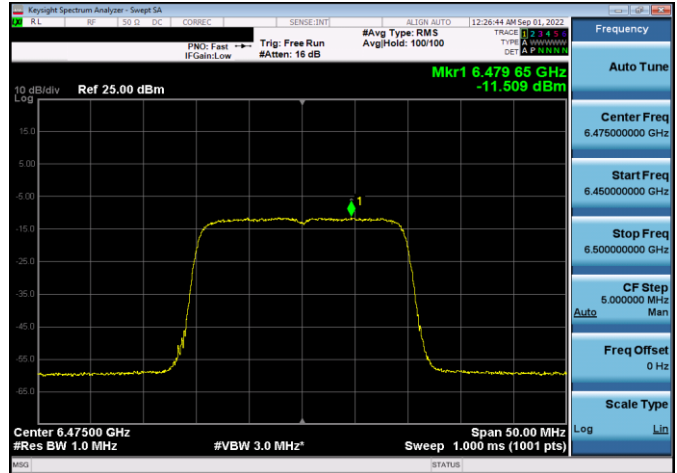 Keysight Spectrum Analyzer - Swept SA
RL RF 50 Ω DC CORREC SENSE:INT ALIGN AUTO 12:26:44 AM Sep 01, 2022
PNO: Fast
IFGain:Low
Trig: Free Run
#Atten: 16 dB
#Avg Type: RMS
Avg|Hold: 100/100
TRACE 1 2 3 4 5 6
TYPE A WWWWW
DET A P N N N N
Mkr1 6.479 65 GHz
-11.509 dBm
10 dB/div Ref 25.00 dBm
Log
15.0
5.00
-5.00
-15.0
-25.0
-35.0
-45.0
-55.0
-65.0
1
Center 6.47500 GHz Span 50.00 MHz
#Res BW 1.0 MHz #VBW 3.0 MHz* Sweep 1.000 ms (1001 pts)
MSG STATUS
Frequency
Auto Tune
Center Freq
6.475000000 GHz
Start Freq
6.450000000 GHz
Stop Freq
6.500000000 GHz
CF Step
5.000000 MHz
Auto Man
Freq Offset
0 Hz
Scale Type
Log Lin